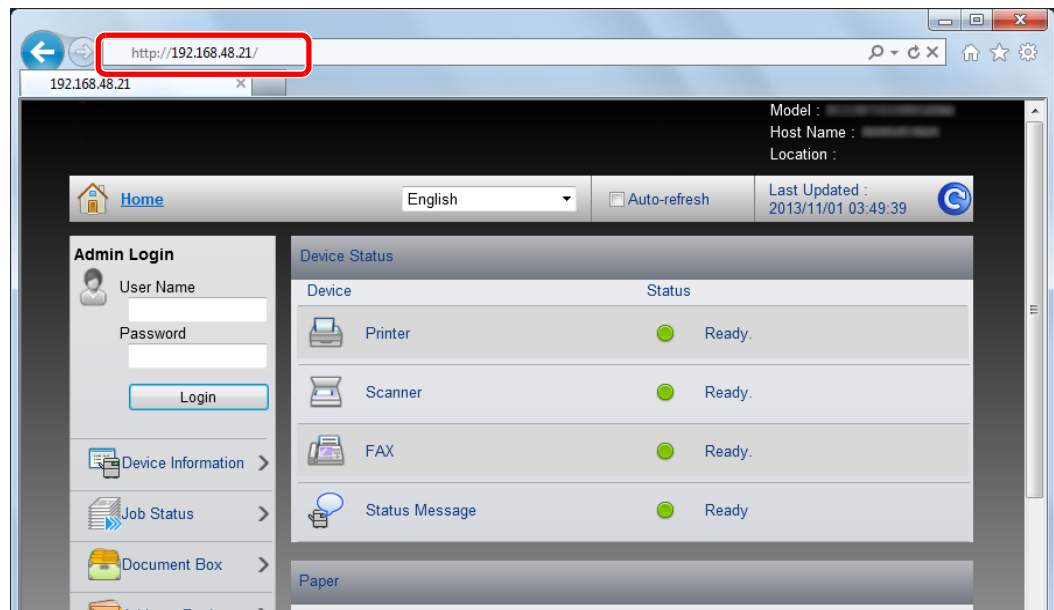 http://192.168.48.21/
192.168.48.21
Model :
Host Name :
Location :
Home
English
Auto-refresh
Last Updated :
2013/11/01 03:49:39
Admin Login
User Name
Password
Login
Device Information
Job Status
Document Box
Device Status
Device Status
Printer Ready.
Scanner Ready.
FAX Ready.
Status Message Ready
Paper